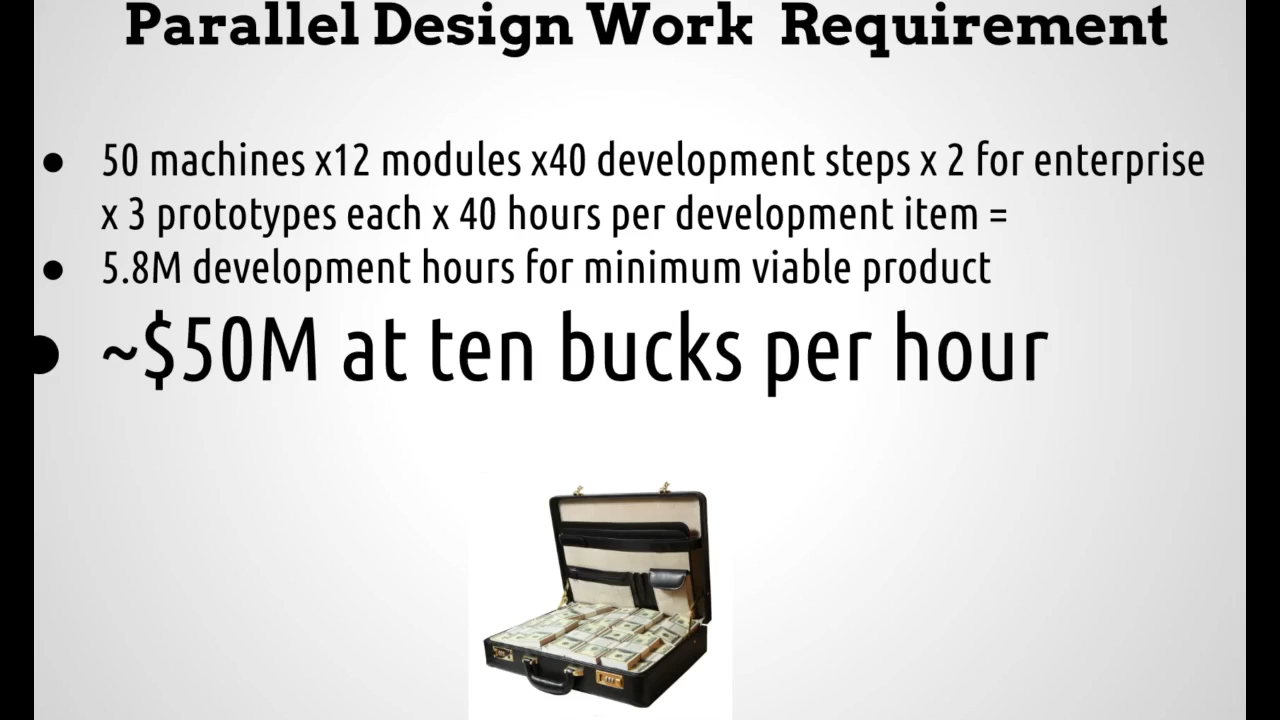 Parallel Design Work Requirement
● 50 machines x12 modules x40 development steps x 2 for enterprise
x 3 prototypes each x 40 hours per development item =
● 5.8M development hours for minimum viable product
● ~$50M at ten bucks per hour